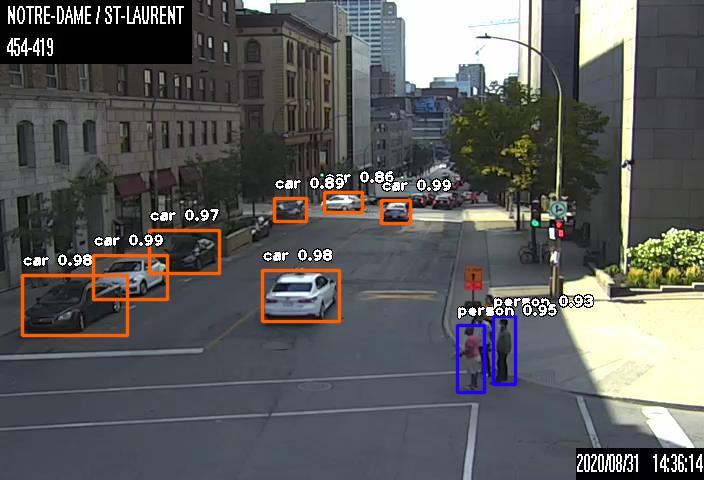 NOTRE-DAME / ST-LAURENT
454-419
car 0.89
car 0.86
car 0.99
car 0.97
car 0.99
car 0.98
car 0.98
person 0.93
person 0.95
2020/08/31 14:36:14